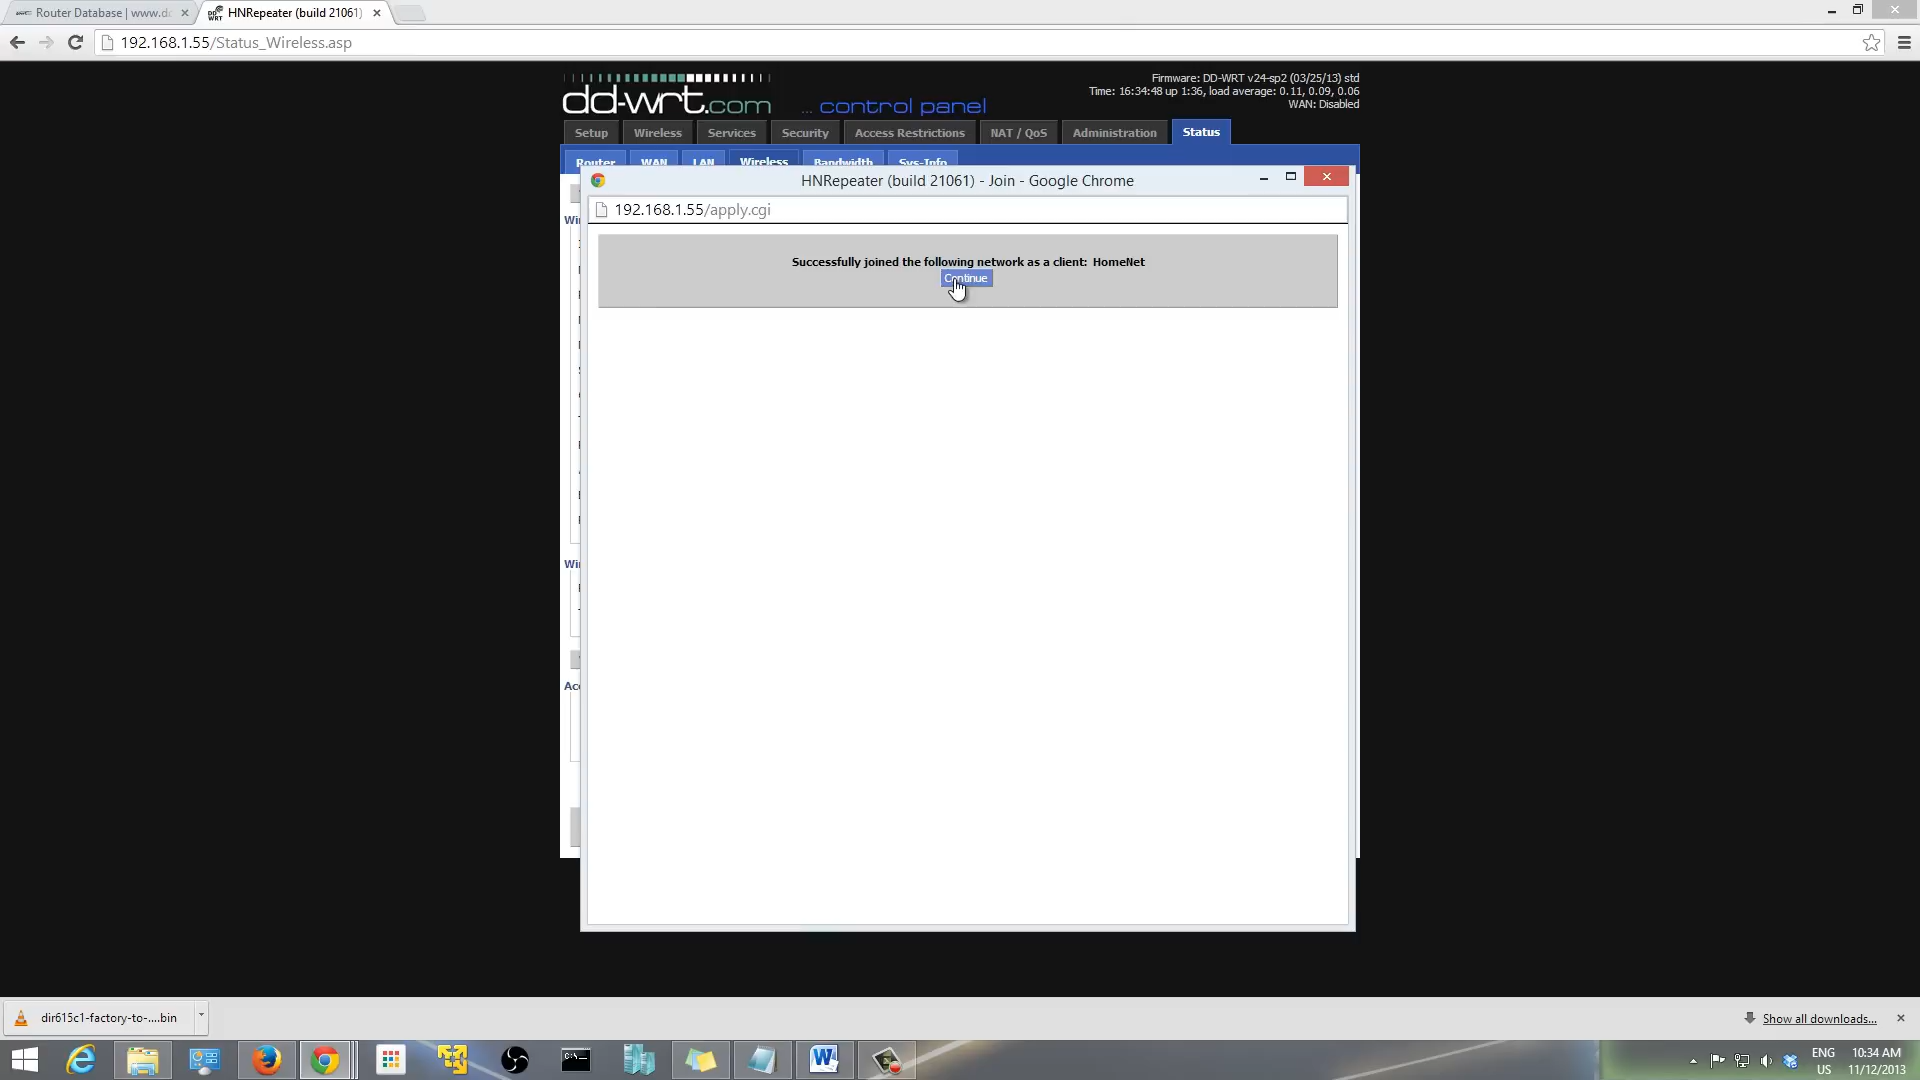 Router Database | www.d
HNRepeater (build 21061)
192.168.1.55/Status_Wireless.asp
dd-wrt.com ... control panel
Firmware: DD-WRT v24-sp2 (03/25/13) std
Time: 16:34:48 up 1:36, load average: 0.11, 0.09, 0.06
WAN: Disabled
Setup Wireless Services Security Access Restrictions NAT / QoS Administration Status
Router WAN LAN Wireless Bandwidth Sys-Info
HNRepeater (build 21061) - Join - Google Chrome
192.168.1.55/apply.cgi
Successfully joined the following network as a client: HomeNet
Continue
dir615c1-factory-to-....bin
Show all downloads...
ENG 10:34 AM
US 11/12/2013